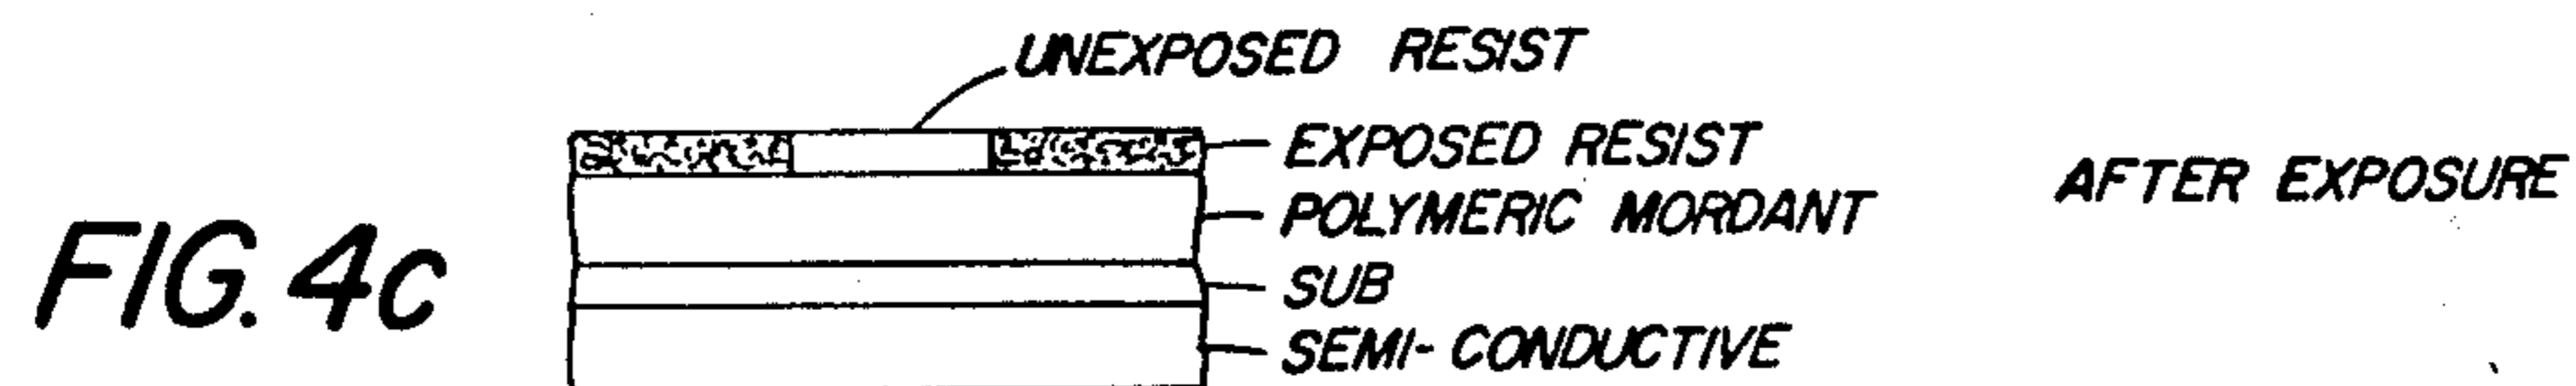 UNEXPOSED RESIST
EXPOSED RESIST
AFTER EXPOSURE
POLYMERIC MORDANT
FIG. 4c
SUB
SEMI-CONDUCTIVE